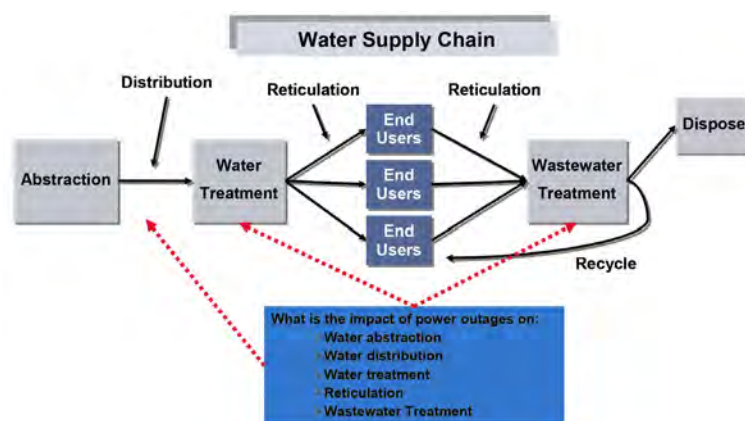 Water Supply Chain
Distribution
Reticulation
Reticulation
Abstraction
Water
Treatment
End
Users
End
Users
End
Users
Wastewater
Treatment
Dispose
Recycle
What is the impact of power outages on:
Water abstraction
Water distribution
Water treatment
Reticulation
Wastewater Treatment